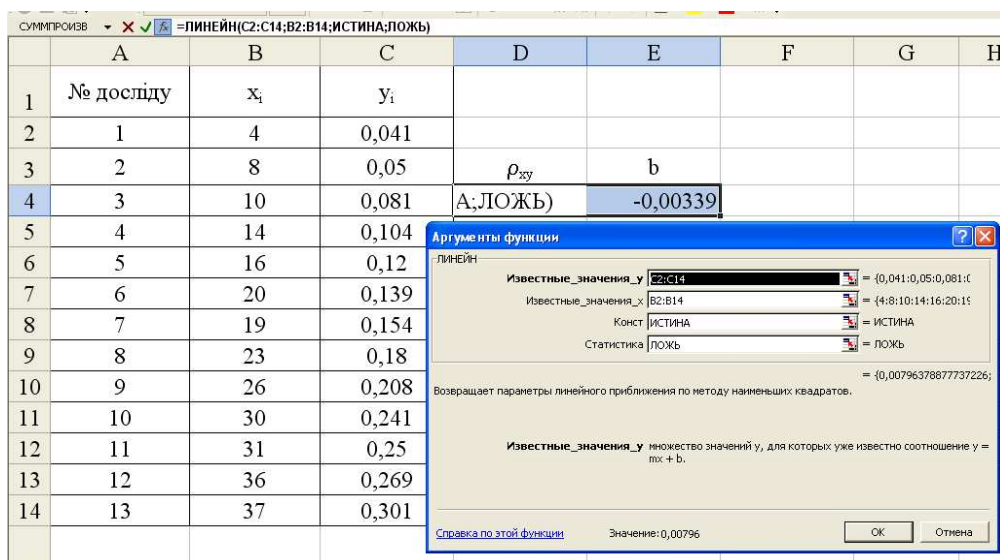 СУММПРОИЗВ =ЛИНЕЙН(C2:C14;B2:B14;ИСТИНА;ЛОЖЬ)
A B C D E F G H
1 № досліду xᵢ yᵢ
2 1 4 0,041
3 2 8 0,05 ρxy b
4 3 10 0,081 А;ЛОЖЬ) -0,00339
5 4 14 0,104
6 5 16 0,12
7 6 20 0,139
8 7 19 0,154
9 8 23 0,18
10 9 26 0,208
11 10 30 0,241
12 11 31 0,25
13 12 36 0,269
14 13 37 0,301
Аргументы функции
ЛИНЕЙН
Известные_значения_y C2:C14 = {0,041:0,05:0,081:0
Известные_значения_x B2:B14 = {4:8:10:14:16:20:19
Конст ИСТИНА = ИСТИНА
Статистика ЛОЖЬ = ЛОЖЬ
= {0,00796378877737226;
Возвращает параметры линейного приближения по методу наименьших квадратов.
Известные_значения_y множество значений y, для которых уже известно соотношение y =
mx + b.
Справка по этой функции Значение:0,00796 ОК Отмена